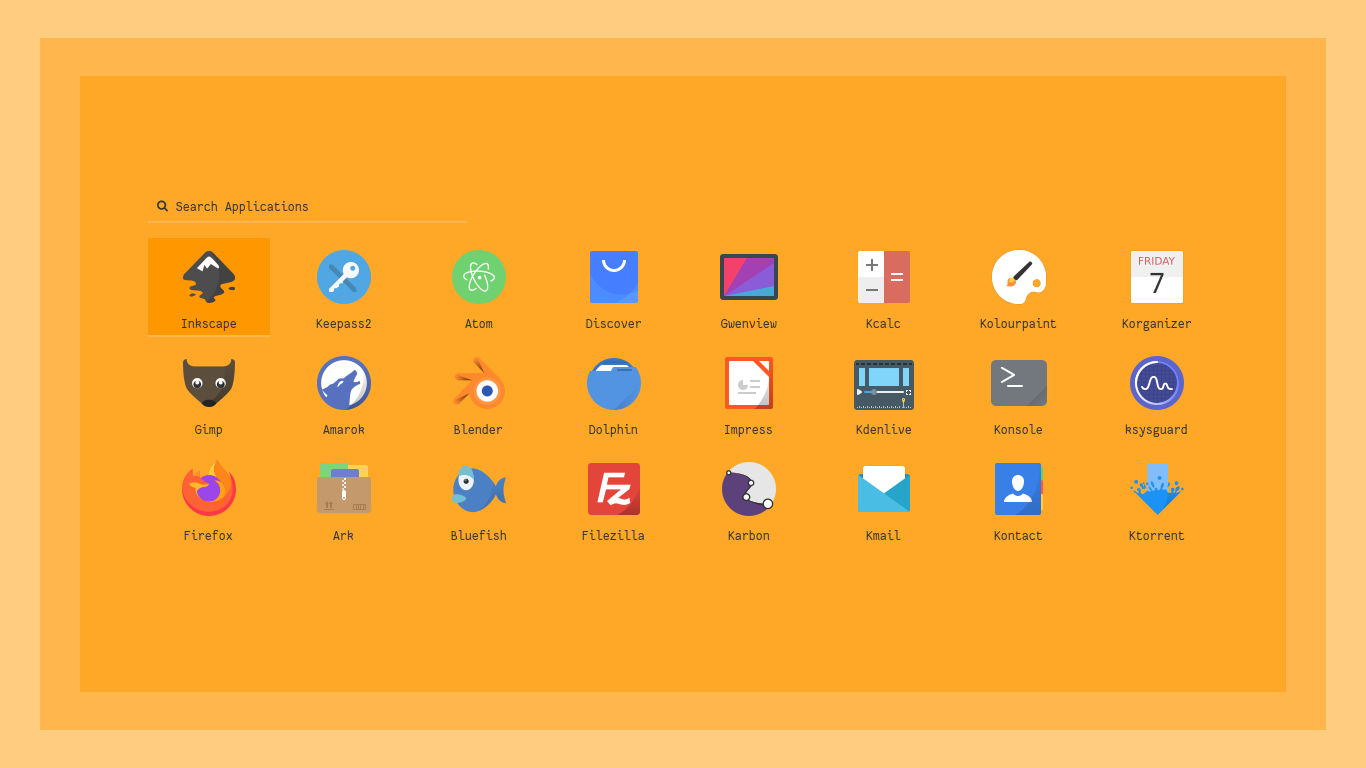 Search Applications
Inkscape Keepass2 Atom Discover Gwenview Kcalc Kolourpaint Korganizer
FRIDAY
7
Gimp Amarok Blender Dolphin Impress Kdenlive Konsole ksysguard
Firefox Ark Bluefish Filezilla Karbon Kmail Kontact Ktorrent
Fz